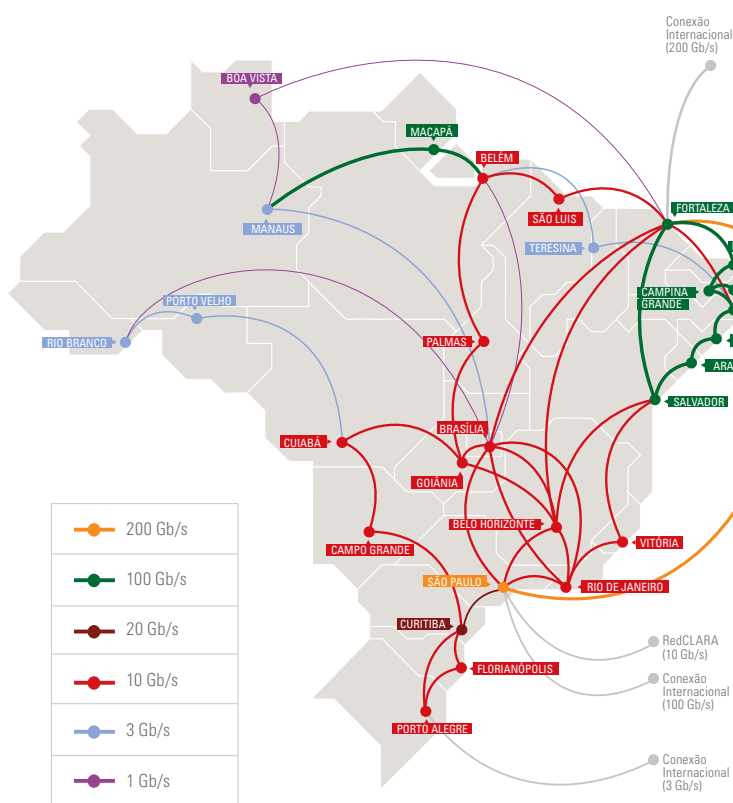 Conexão
Internacional
(200 Gb/s)
BOA VISTA
MACAPÁ
BELÉM
SÃO LUIS
FORTALEZA
MANAUS
TERESINA
CAMPINA
GRANDE
PORTO VELHO
RIO BRANCO
PALMAS
ARA
SALVADOR
BRASÍLIA
CUIABÁ
GOIÂNIA
BELO HORIZONTE
VITÓRIA
CAMPO GRANDE
SÃO PAULO
RIO DE JANEIRO
CURITIBA
FLORIANÓPOLIS
PORTO ALEGRE
RedCLARA
(10 Gb/s)
Conexão
Internacional
(100 Gb/s)
Conexão
Internacional
(3 Gb/s)
200 Gb/s
100 Gb/s
20 Gb/s
10 Gb/s
3 Gb/s
1 Gb/s